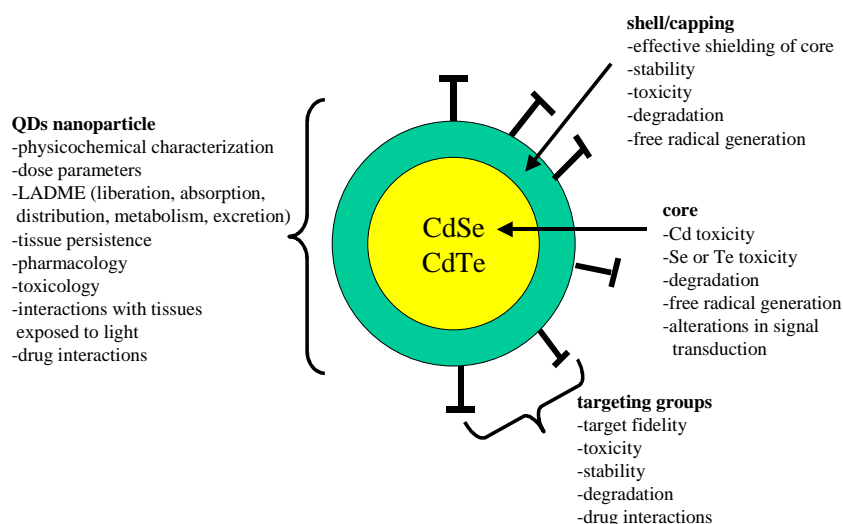 shell/capping
-effective shielding of core
-stability
-toxicity
-degradation
-free radical generation
QDs nanoparticle
-physicochemical characterization
-dose parameters
-LADME (liberation, absorption,
distribution, metabolism, excretion)
-tissue persistence
-pharmacology
-toxicology
-interactions with tissues
exposed to light
-drug interactions
CdSe
CdTe
core
-Cd toxicity
-Se or Te toxicity
-degradation
-free radical generation
-alterations in signal
transduction
targeting groups
-target fidelity
-toxicity
-stability
-degradation
-drug interactions